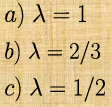 a) λ = 1
b) λ = 2/3
c) λ = 1/2